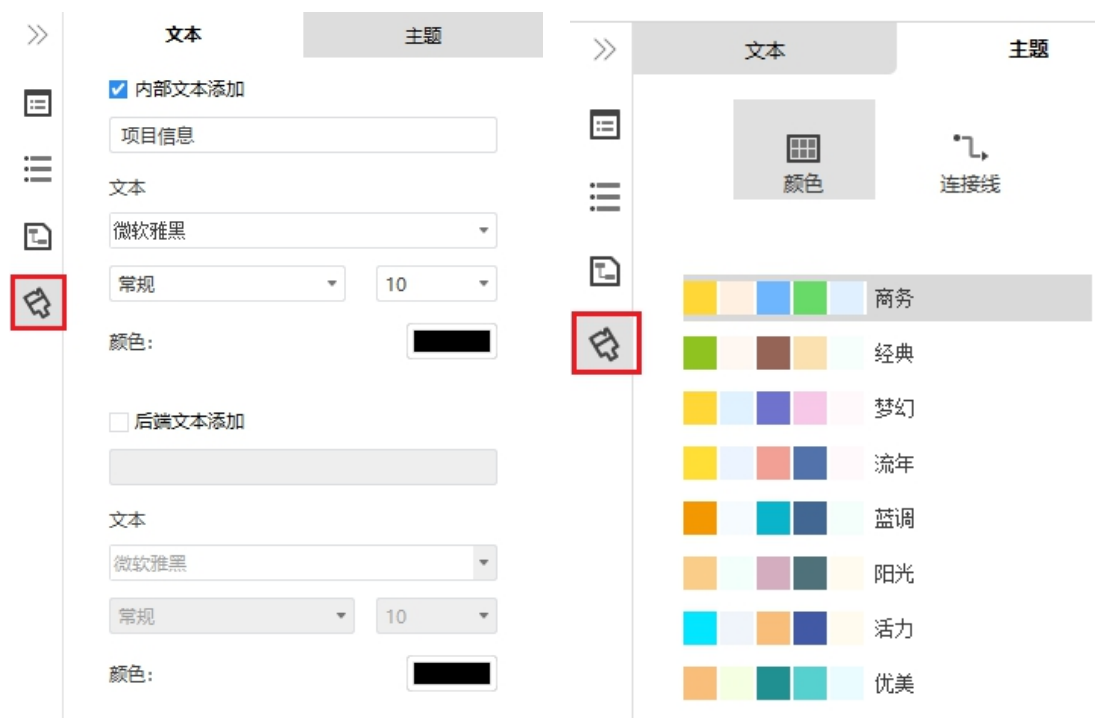 文本 主题
内部文本添加
项目信息
文本
微软雅黑
常规 10
颜色：
后端文本添加
文本
微软雅黑
常规 10
颜色：
文本 主题
颜色 连接线
商务
经典
梦幻
流年
蓝调
阳光
活力
优美